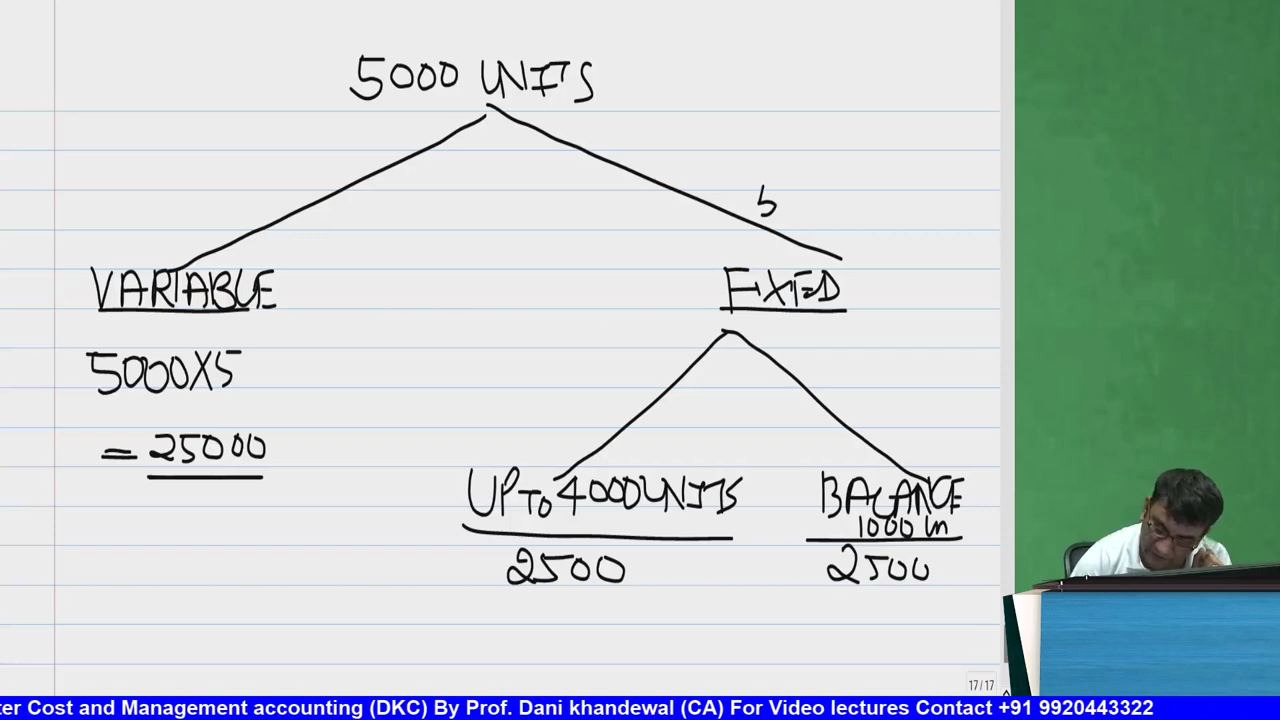 5000 UNITS
5
VARIABLE
FIXED
5000X5
= 25000
UPTO 4000 UNITS
BALANCE
1000 Un
2500
2500
17/17
ter Cost and Management accounting (DKC) By Prof. Dani khandewal (CA) For Video lectures Contact +91 9920443322